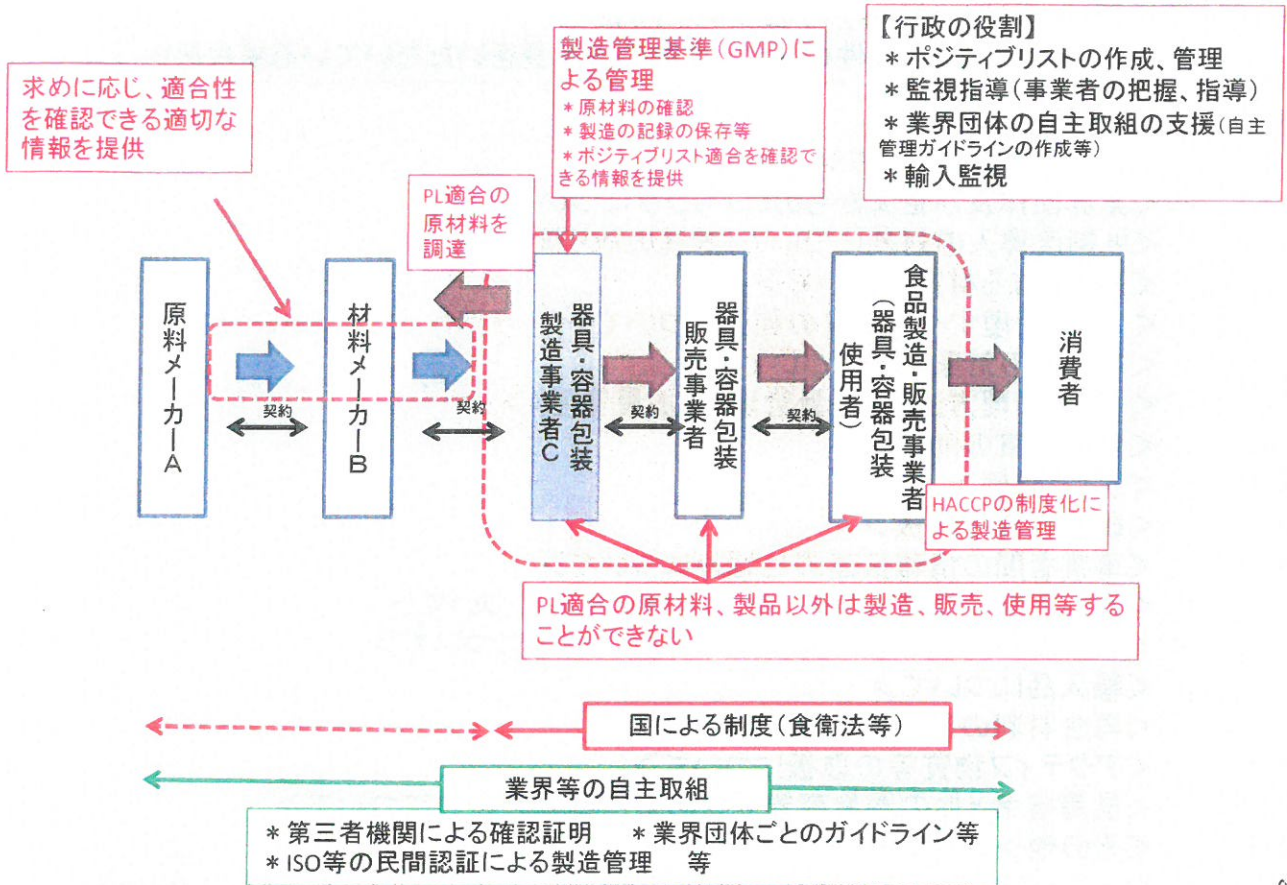 【行政の役割】
＊ポジティブリストの作成、管理
＊監視指導（事業者の把握、指導）
＊業界団体の自主取組の支援（自主
管理ガイドラインの作成等）
＊輸入監視
製造管理基準（GMP）に
よる管理
＊原材料の確認
＊製造の記録の保存等
＊ポジティブリスト適合を確認で
きる情報を提供
求めに応じ、適合性
を確認できる適切な
情報を提供
PL適合の
原材料を
調達
原料メーカーA
契約
材料メーカーB
契約
器具・容器包装
製造事業者C
契約
器具・容器包装
販売事業者
契約
食品製造・販売事業者
（器具・容器包装
使用者）
消費者
HACCPの制度化に
よる製造管理
PL適合の原材料、製品以外は製造、販売、使用等する
ことができない
国による制度（食衛法等）
業界等の自主取組
＊第三者機関による確認証明　＊業界団体ごとのガイドライン等
＊ISO等の民間認証による製造管理　等